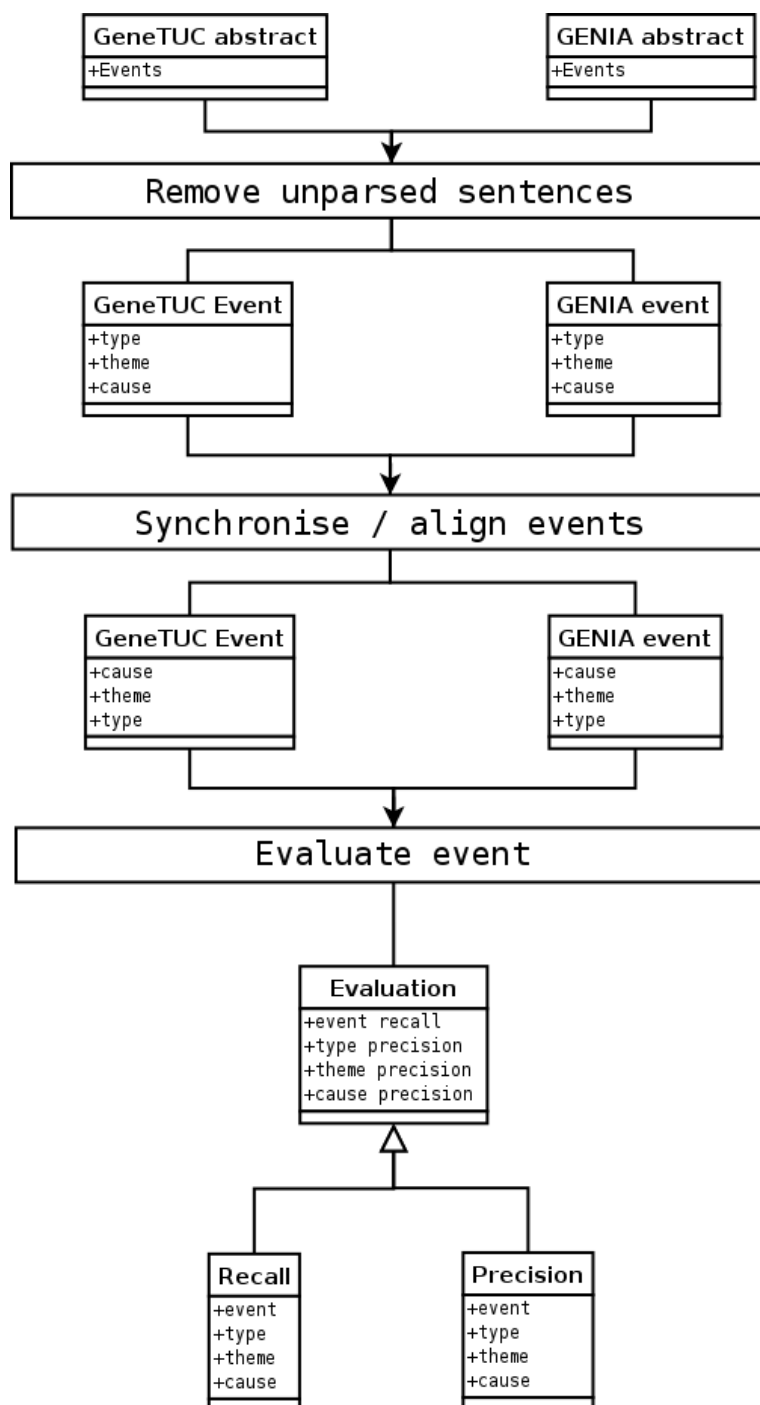 GeneTUC abstract
+Events
GENIA abstract
+Events
Remove unparsed sentences
GeneTUC Event
+type
+theme
+cause
GENIA event
+type
+theme
+cause
Synchronise / align events
GeneTUC Event
+cause
+theme
+type
GENIA event
+cause
+theme
+type
Evaluate event
Evaluation
+event recall
+type precision
+theme precision
+cause precision
Recall
+event
+type
+theme
+cause
Precision
+event
+type
+theme
+cause